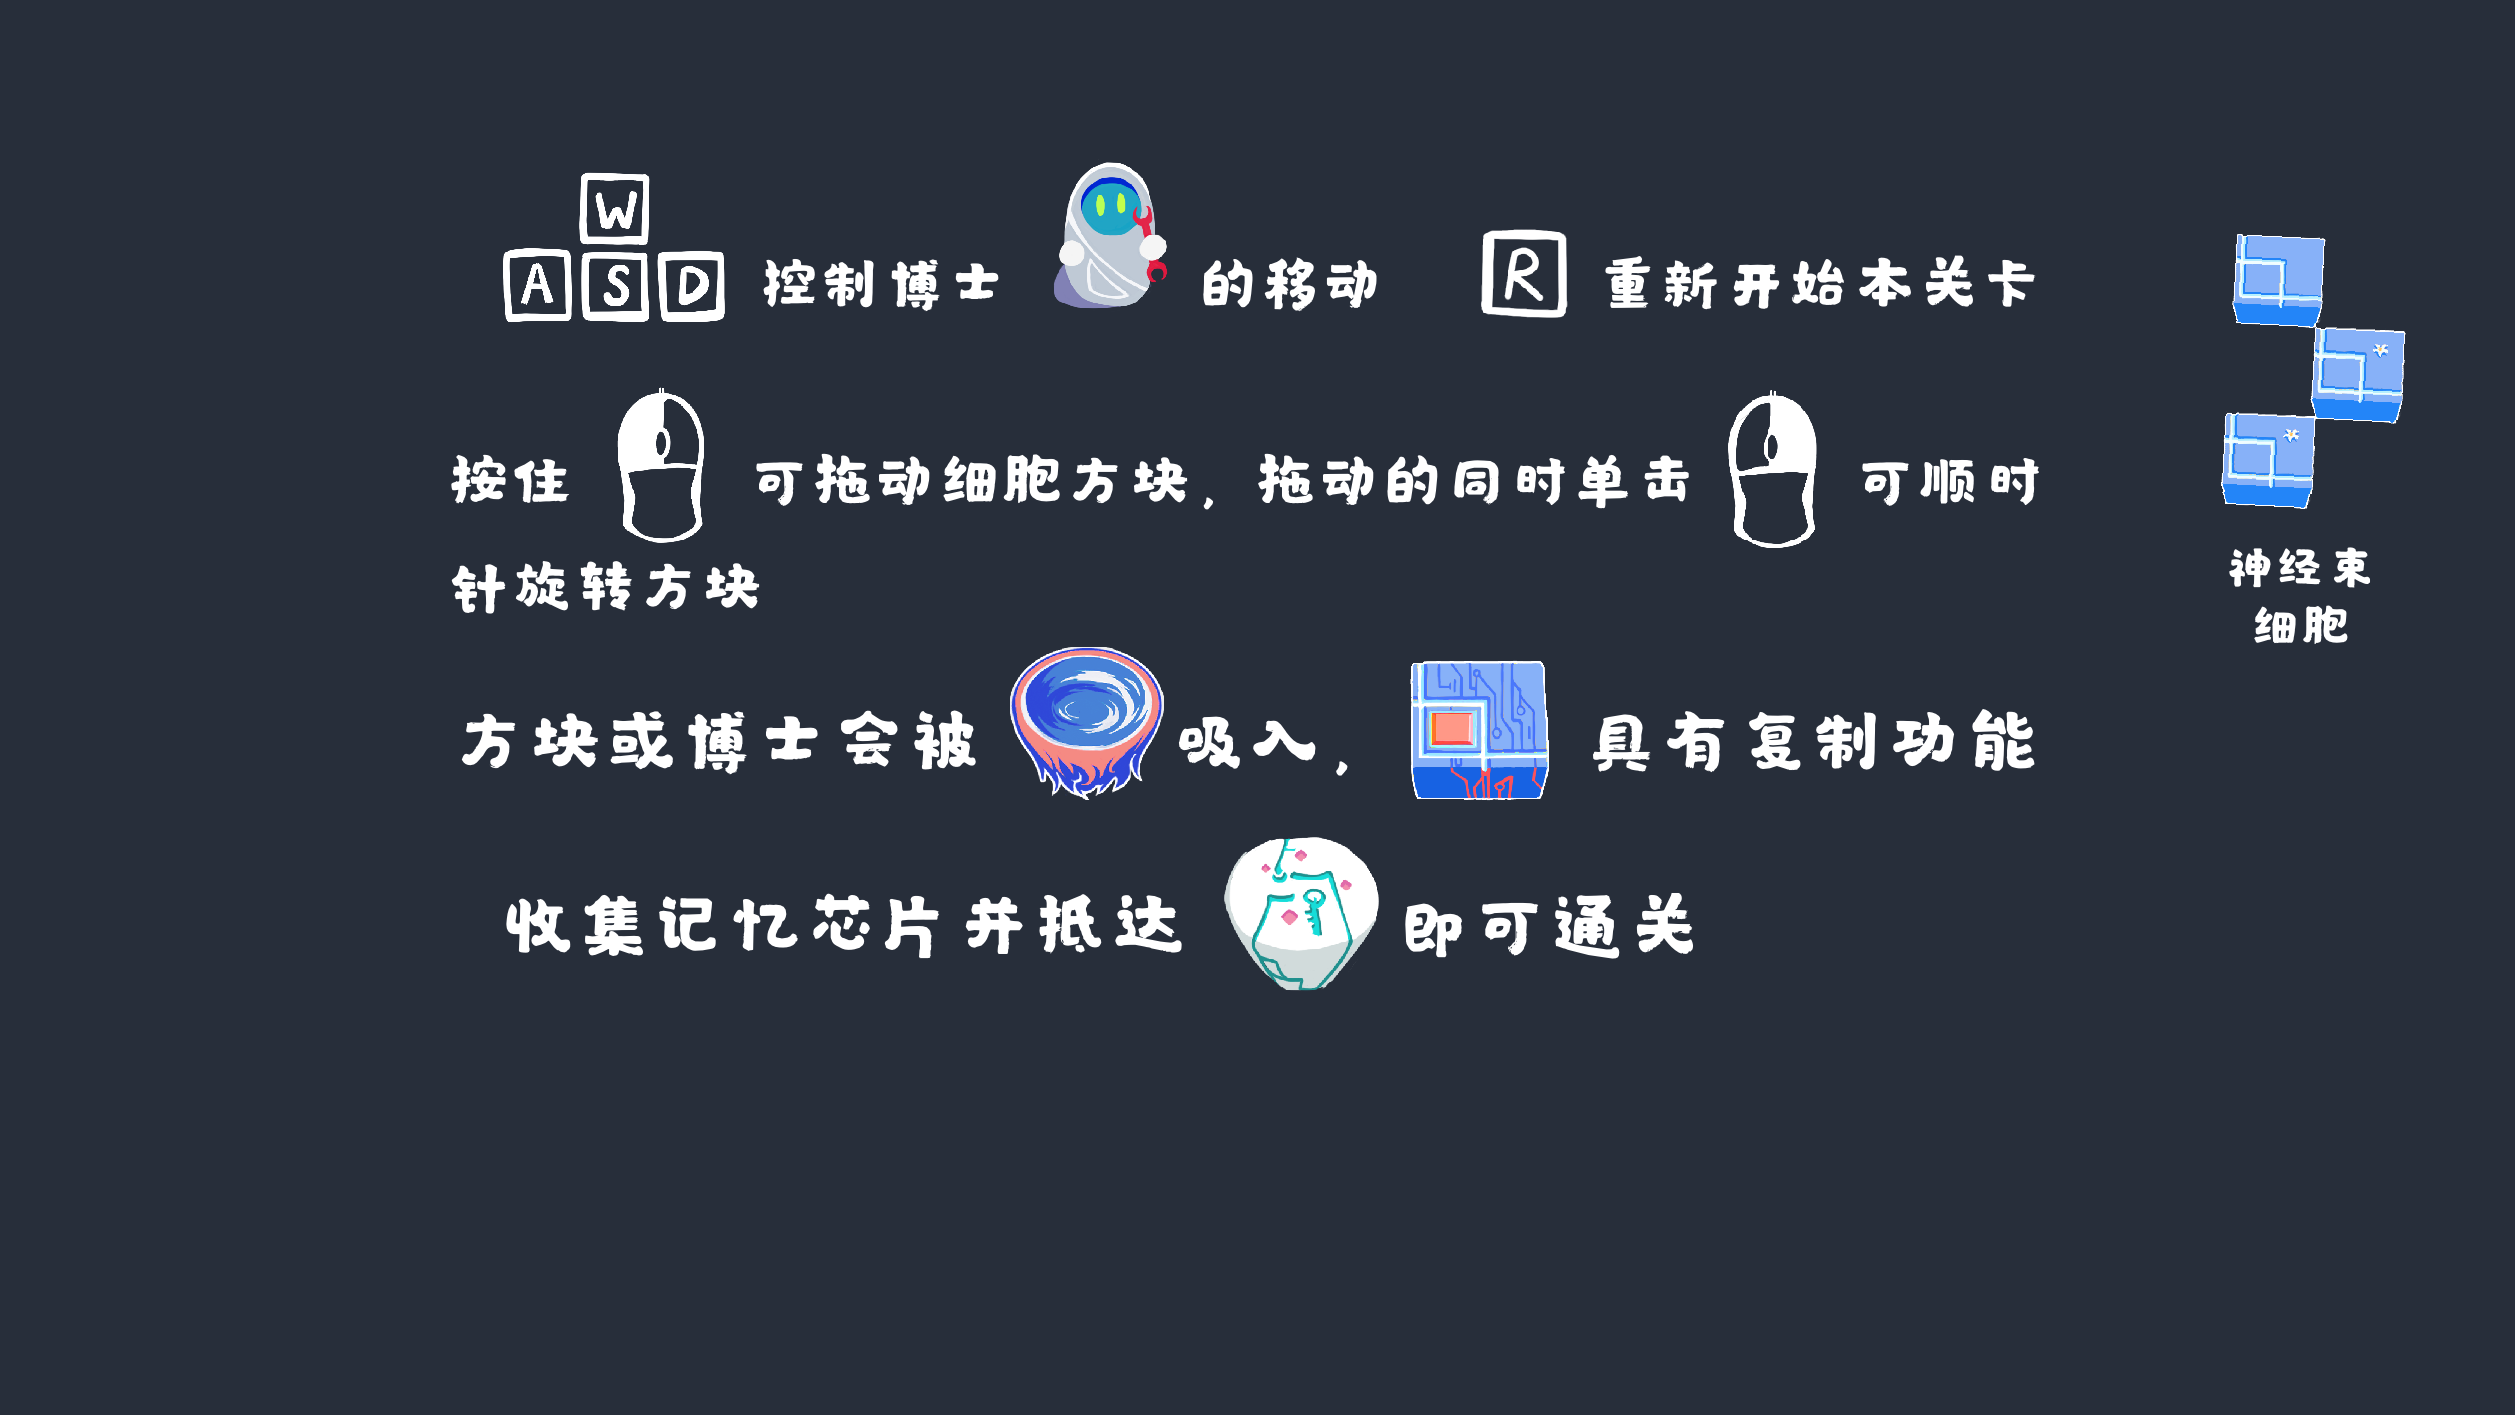 W
A S D 控制博士 的移动 R 重新开始本关卡
按住 可拖动细胞方块，拖动的同时单击 可顺时
针旋转方块
神经束
细胞
方块或博士会被 吸入， 具有复制功能
收集记忆芯片并抵达 即可通关